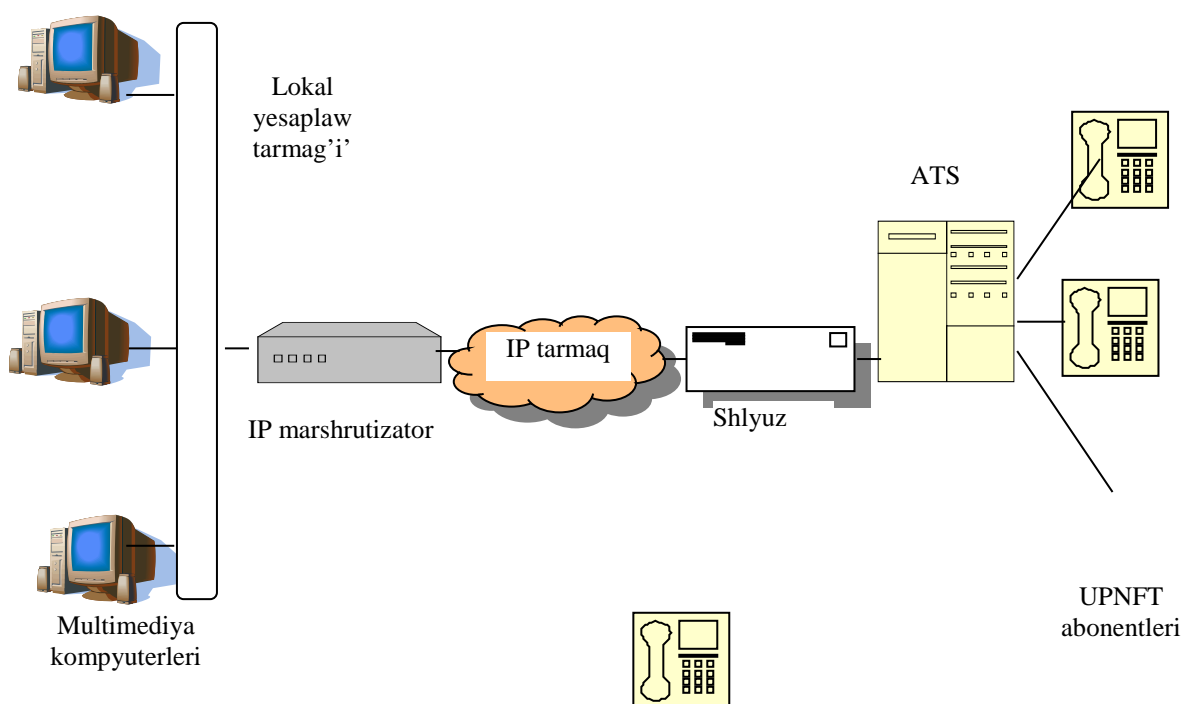 Lokal
yesaplaw
tarmag’i’
ATS
IP tarmaq
IP marshrutizator
Shlyuz
Multimediya
kompyuterleri
UPNFT
abonentleri